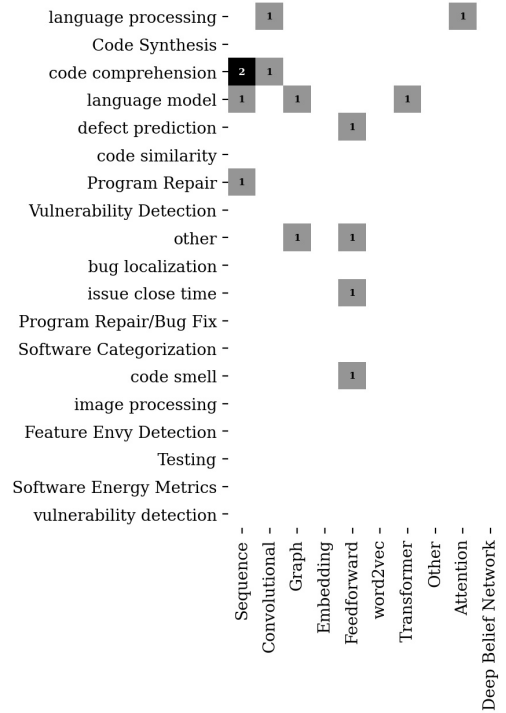 language processing 1 1
Code Synthesis
code comprehension 2 1
language model 1 1 1
defect prediction 1
code similarity
Program Repair 1
Vulnerability Detection
other 1 1
bug localization
issue close time 1
Program Repair/Bug Fix
Software Categorization
code smell 1
image processing
Feature Envy Detection
Testing
Software Energy Metrics
vulnerability detection
Sequence
Convolutional
Graph
Embedding
Feedforward
word2vec
Transformer
Other
Attention
Deep Belief Network